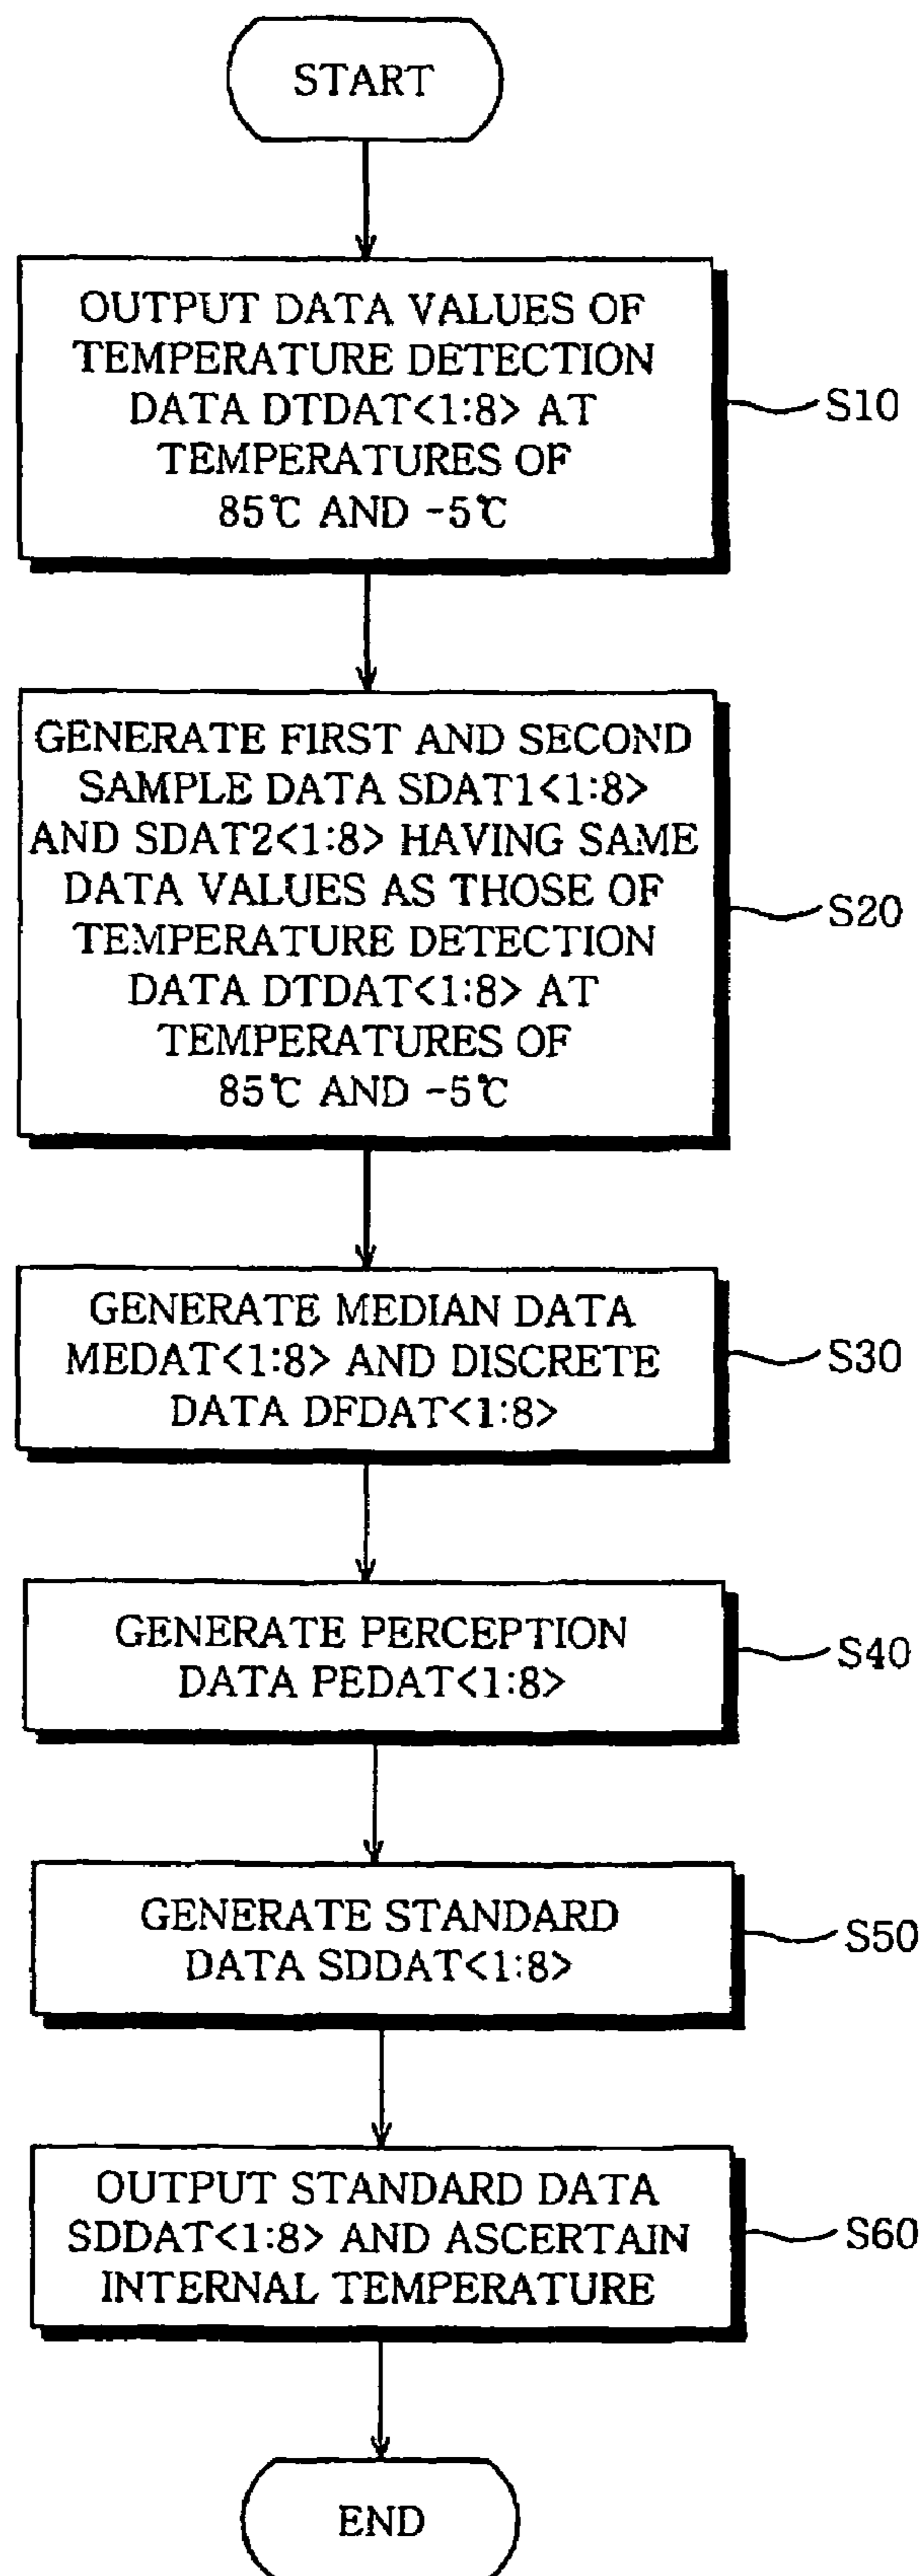 START
OUTPUT DATA VALUES OF
TEMPERATURE DETECTION
DATA DTDAT<1:8> AT
TEMPERATURES OF
85℃ AND -5℃
S10
GENERATE FIRST AND SECOND
SAMPLE DATA SDAT1<1:8>
AND SDAT2<1:8> HAVING SAME
DATA VALUES AS THOSE OF
TEMPERATURE DETECTION
DATA DTDAT<1:8> AT
TEMPERATURES OF
85℃ AND -5℃
S20
GENERATE MEDIAN DATA
MEDAT<1:8> AND DISCRETE
DATA DFDAT<1:8>
S30
GENERATE PERCEPTION
DATA PEDAT<1:8>
S40
GENERATE STANDARD
DATA SDDAT<1:8>
S50
OUTPUT STANDARD DATA
SDDAT<1:8> AND ASCERTAIN
INTERNAL TEMPERATURE
S60
END